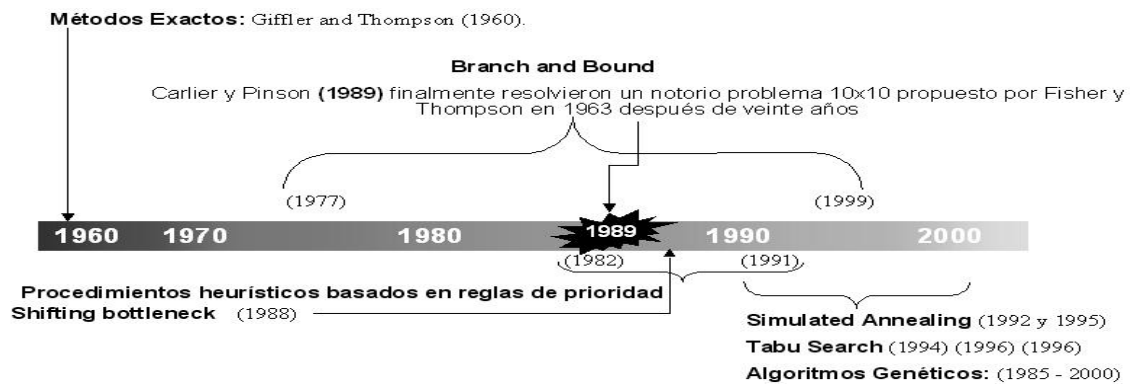 Métodos Exactos: Giffler and Thompson (1960).
Branch and Bound
Carlier y Pinson (1989) finalmente resolvieron un notorio problema 10x10 propuesto por Fisher y
Thompson en 1963 después de veinte años
(1977)
(1999)
1960 1970 1980 1989 1990 2000
(1982)
(1991)
Procedimientos heurísticos basados en reglas de prioridad
Shifting bottleneck (1988)
Simulated Annealing (1992 y 1995)
Tabu Search (1994) (1996) (1996)
Algoritmos Genéticos: (1985 - 2000)